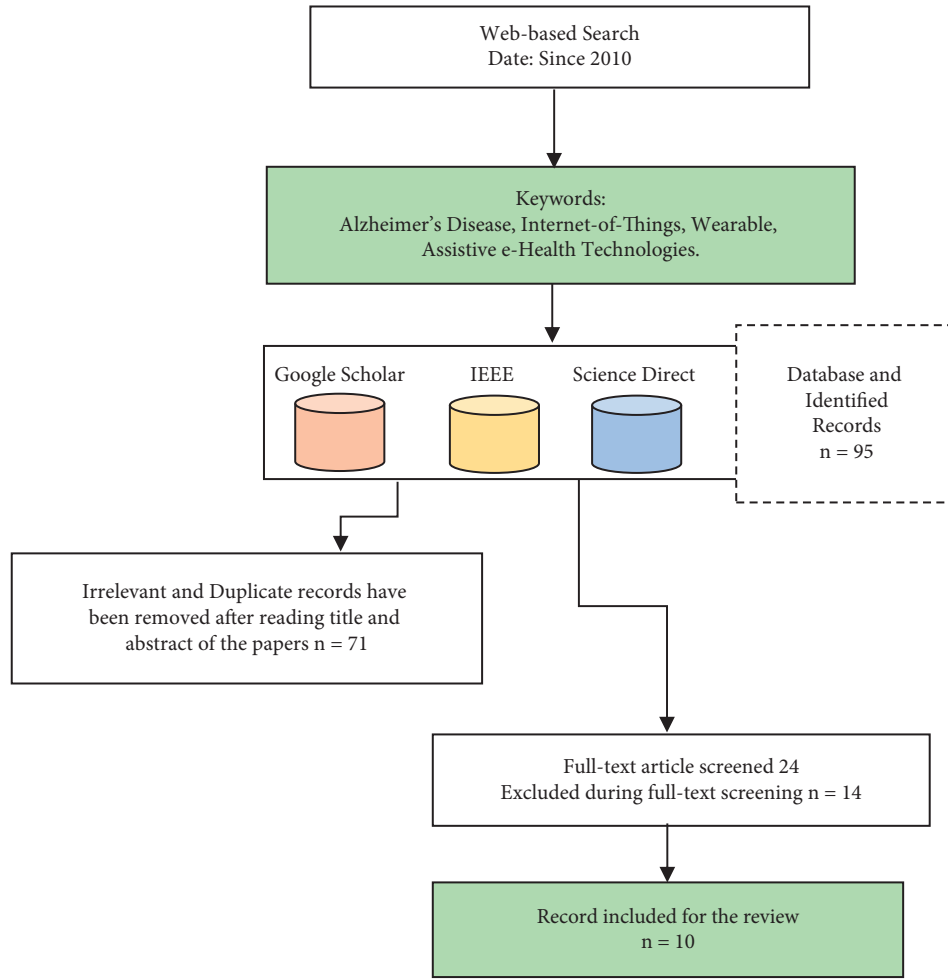 Web-based Search
Date: Since 2010
Keywords:
Alzheimer's Disease, Internet-of-Things, Wearable,
Assistive e-Health Technologies.
Google Scholar
IEEE
Science Direct
Database and
Identified
Records
n = 95
Irrelevant and Duplicate records have
been removed after reading title and
abstract of the papers n = 71
Full-text article screened 24
Excluded during full-text screening n = 14
Record included for the review
n = 10